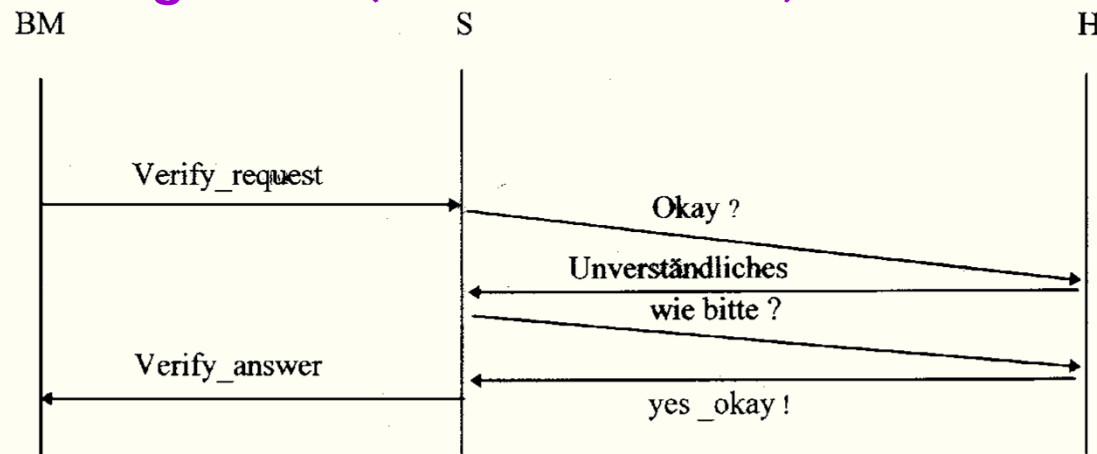 BM S H
Verify_request
Okay ?
Unverständliches
wie bitte ?
Verify_answer
yes _okay !